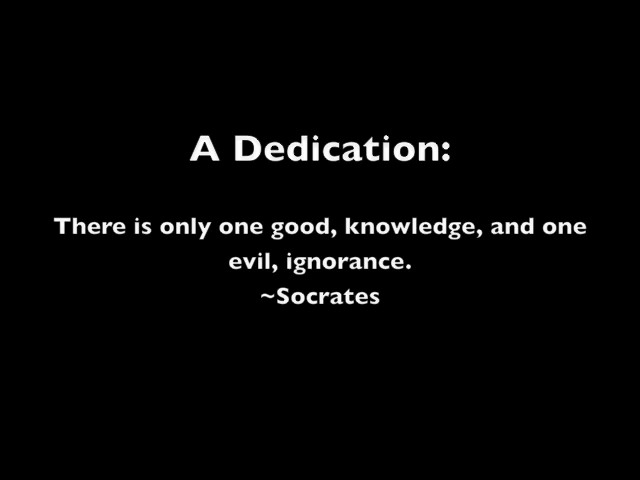 A Dedication:
There is only one good, knowledge, and one
evil, ignorance.
~Socrates